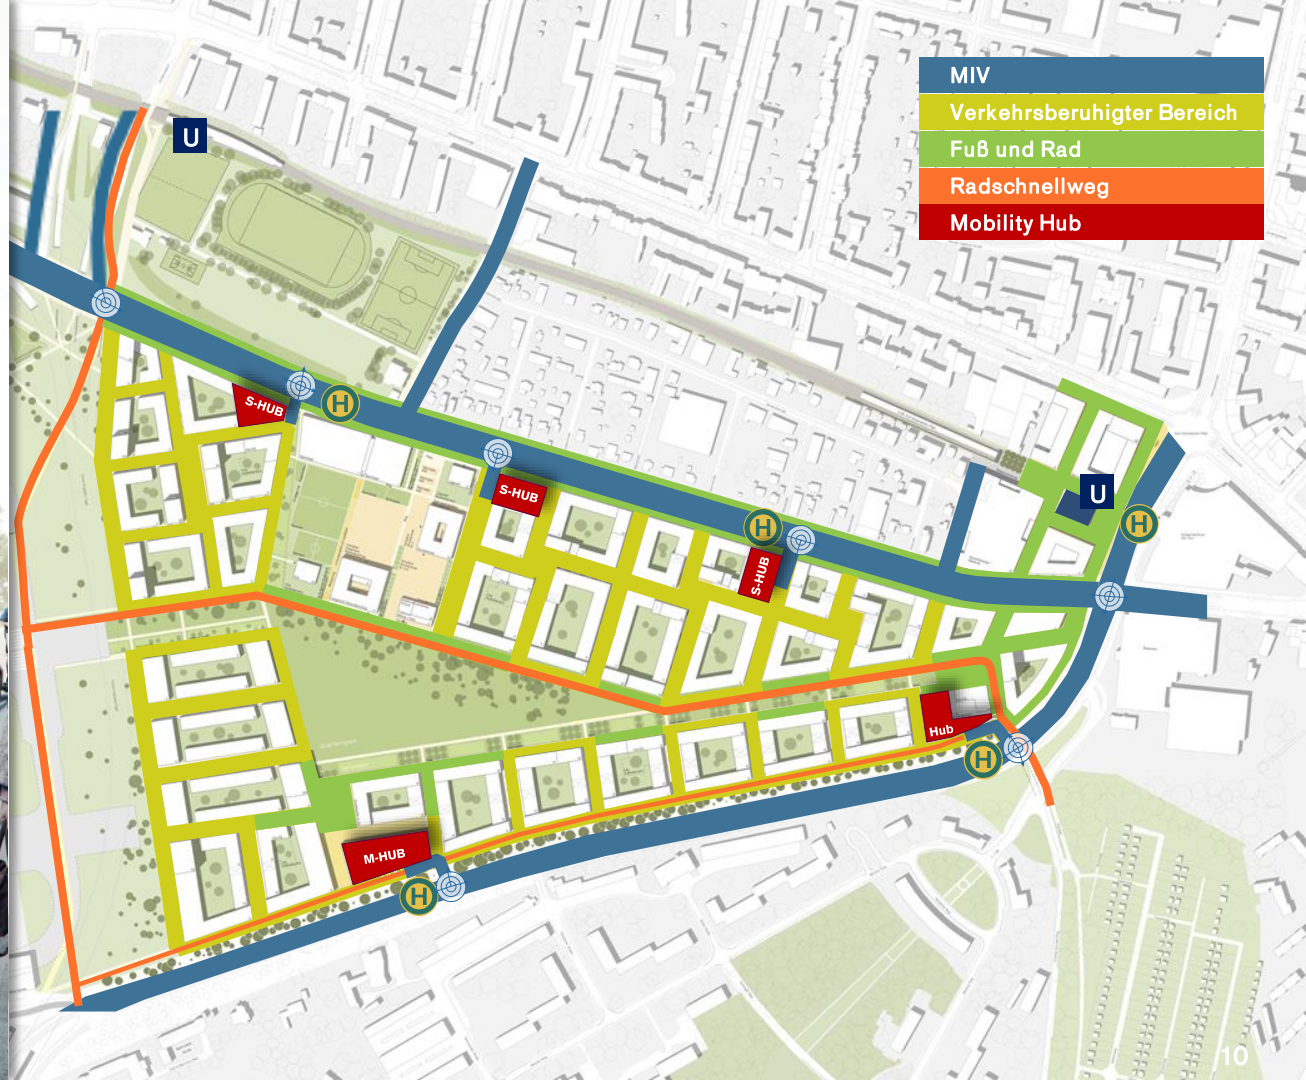 MIV
Verkehrsberuhigter Bereich
Fuß und Rad
Radschnellweg
Mobility Hub
U
S-HUB
H
S-HUB
H
S-HUB
U
H
Hub
H
M-HUB
H
10